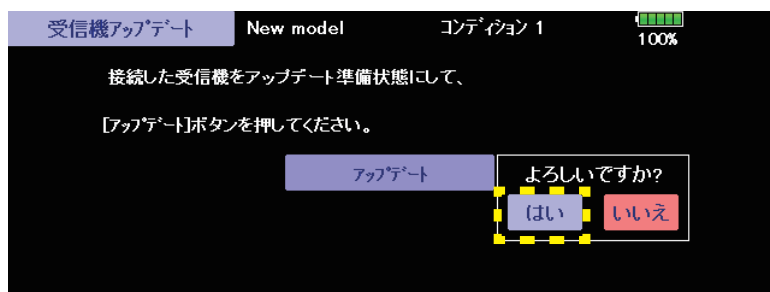 受信機アップデート New model コンディション 1 100%
接続した受信機をアップデート準備状態にして、
[アップデート]ボタンを押してください。
アップデート よろしいですか?
はい いいえ